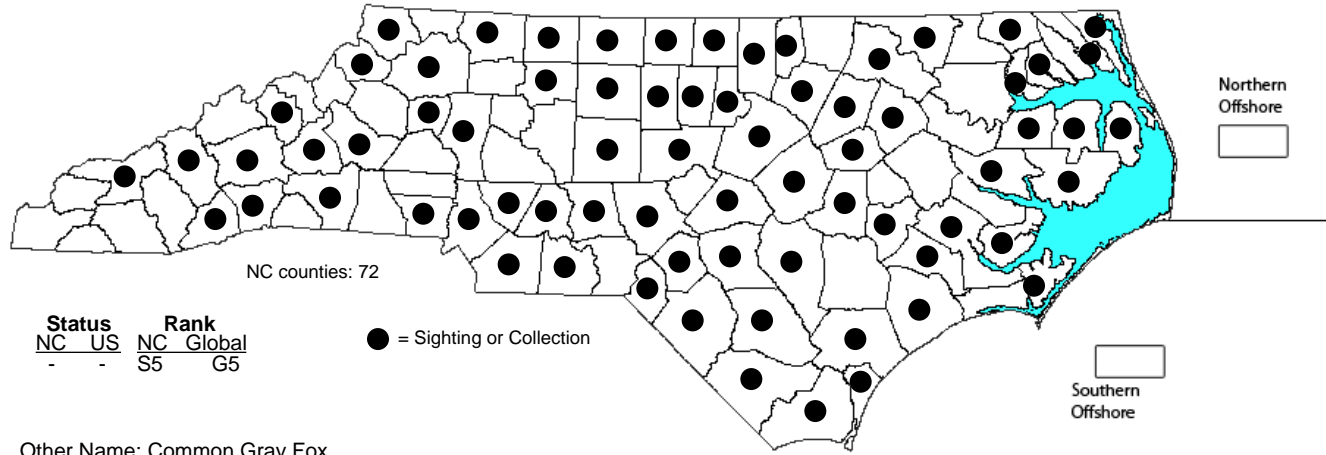 Northern
Offshore
NC counties: 72
Status Rank
NC US NC Global
- - S5 G5
= Sighting or Collection
Southern
Offshore
Other Name: Common Gray Fox